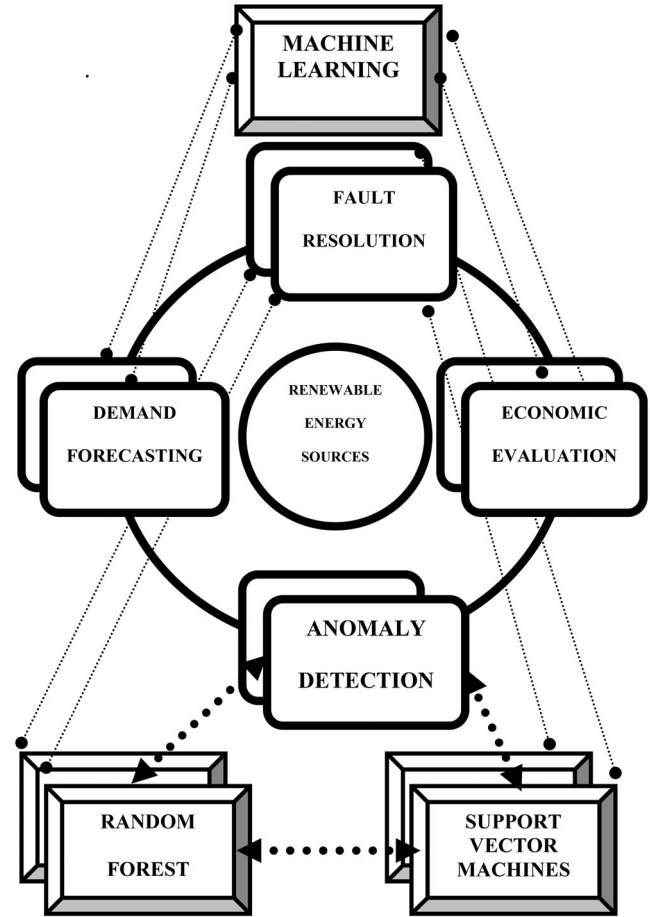 MACHINE
LEARNING
FAULT
RESOLUTION
DEMAND
FORECASTING
RENEWABLE
ENERGY
SOURCES
ECONOMIC
EVALUATION
ANOMALY
DETECTION
RANDOM
FOREST
SUPPORT
VECTOR
MACHINES